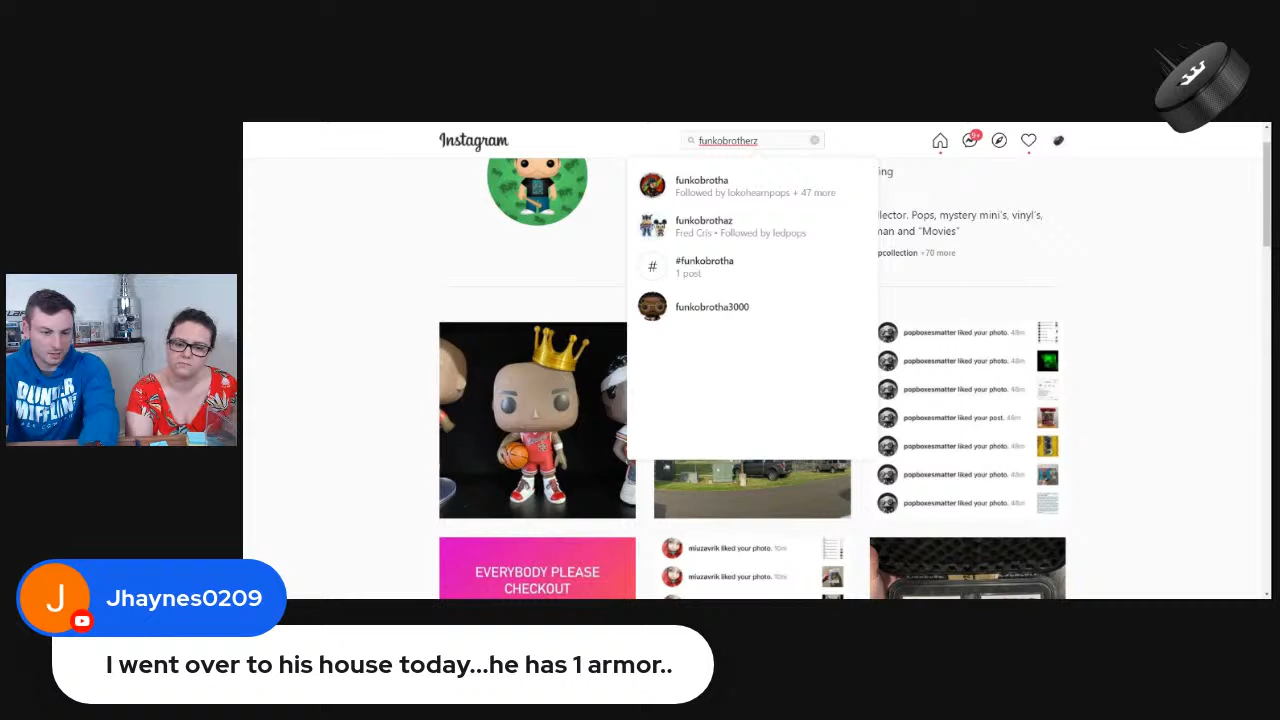 Instagram
funkobrotherz
9+
funkobrotha
Followed by lokoheampops + 47 more
funkobrothaz
Fred Cris • Followed by ledpops
#
#funkobrotha
1 post
funkobrotha3000
ing
llector. Pops, mystery mini's, vinyl's,
man and "Movies"
pcollection +70 more
popboxesmatter liked your photo. 48m
popboxesmatter liked your photo. 48m
popboxesmatter liked your photo. 48m
popboxesmatter liked your post. 48m
popboxesmatter liked your photo. 48m
popboxesmatter liked your photo. 48m
popboxesmatter liked your photo. 48m
EVERYBODY PLEASE
CHECKOUT
miuzavrik liked your photo. 10m
miuzavrik liked your photo. 10m
DUNDER
MIFFLIN
J
Jhaynes0209
I went over to his house today...he has 1 armor..